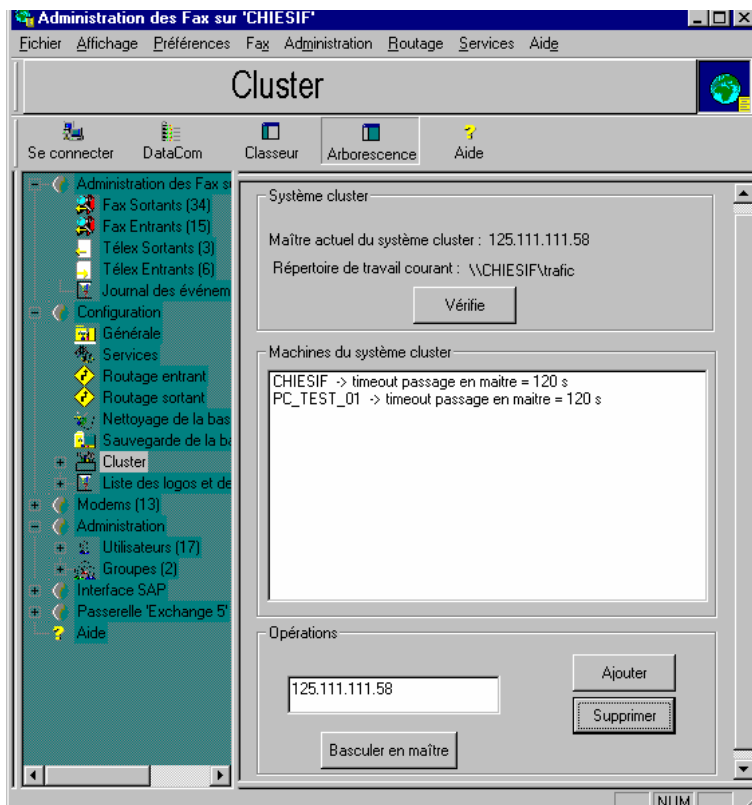 Administration des Fax sur 'CHIESIF'
Fichier Affichage Préférences Fax Administration Routage Services Aide
Cluster
Se connecter DataCom Classeur Arborescence Aide
Administration des Fax s
Fax Sortants (34)
Fax Entrants (15)
Télex Sortants (3)
Télex Entrants (6)
Journal des événem
Configuration
Générale
Services
Routage entrant
Routage sortant
Nettoyage de la bas
Sauvegarde de la ba
Cluster
Liste des logos et de
Modems (13)
Administration
Utilisateurs (17)
Groupes (2)
Interface SAP
Passerelle 'Exchange 5'
Aide
Système cluster
Maître actuel du système cluster : 125.111.111.58
Répertoire de travail courant : \\CHIESIF\trafic
Vérifie
Machines du système cluster
CHIESIF -> timeout passage en maitre = 120 s
PC_TEST_01 -> timeout passage en maitre = 120 s
Opérations
125.111.111.58
Ajouter
Supprimer
Basculer en maître
NUM